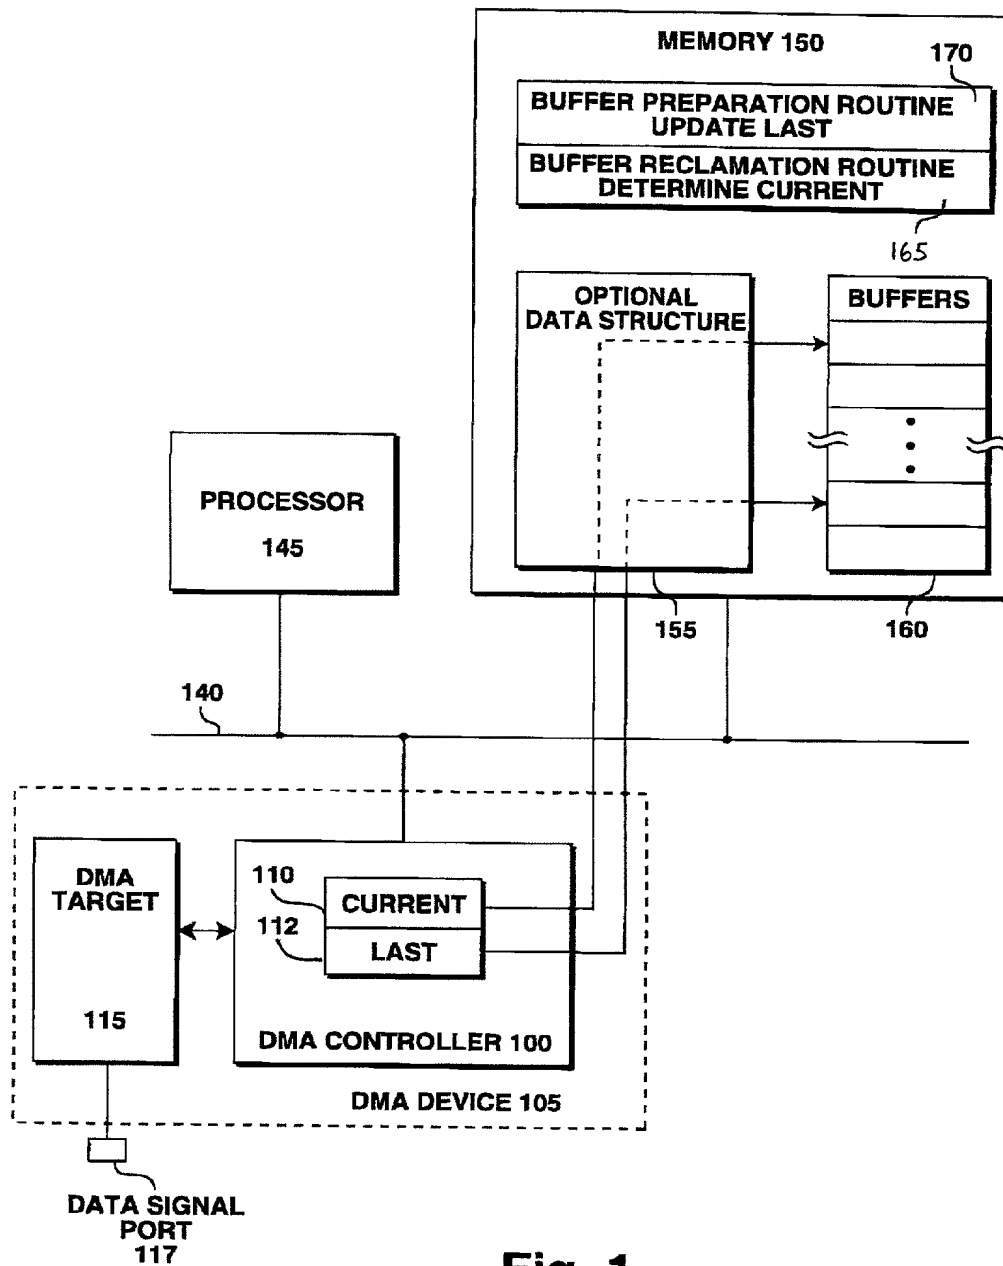 MEMORY 150
170
BUFFER PREPARATION ROUTINE
UPDATE LAST
BUFFER RECLAMATION ROUTINE
DETERMINE CURRENT
165
OPTIONAL
DATA STRUCTURE
BUFFERS
PROCESSOR
145
155
160
140
DMA
TARGET
110
CURRENT
112
LAST
115
DMA CONTROLLER 100
DMA DEVICE 105
DATA SIGNAL
PORT
117
Fig. 1